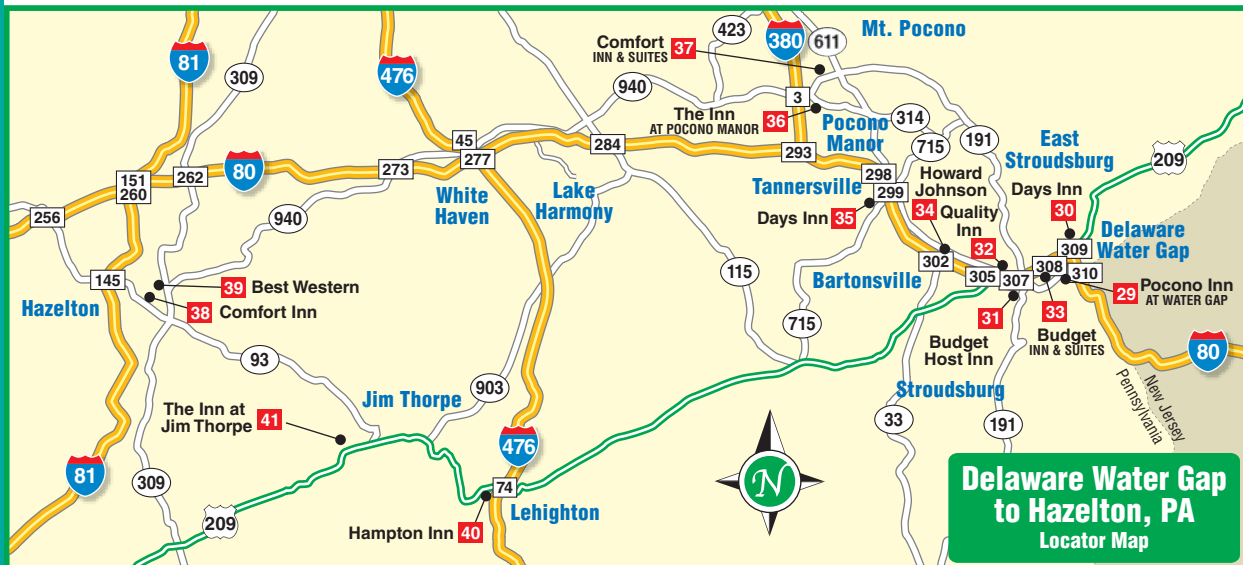 81
309
476
423
380
611
Mt. Pocono
Comfort
INN & SUITES
37
940
3
The Inn
AT POCONO MANOR
36
Pocono
Manor
314
715
191
East
Stroudsburg
209
45
277
284
293
298
299
Tannersville
Howard
Johnson
34
Quality
Inn
32
Days Inn
30
151
260
262
80
273
White
Haven
Lake
Harmony
Days Inn
35
256
940
309
Delaware
Water Gap
145
39
Best Western
38
Comfort Inn
Hazelton
115
Bartonsville
302
305
307
308
310
29
Pocono Inn
AT WATER GAP
31
33
Budget
Host Inn
Budget
INN & SUITES
715
80
93
903
Jim Thorpe
Stroudsburg
New Jersey
Pennsylvania
The Inn at
Jim Thorpe
41
33
191
476
81
309
209
74
Lehighton
Hampton Inn
40
N
Delaware Water Gap
to Hazelton, PA
Locator Map